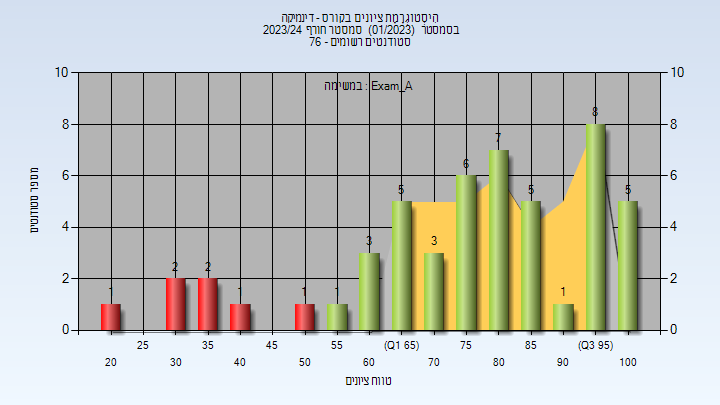 היסטוגרמת ציונים בקורס - דינמיקה
בסמסטר (01/2023) סמסטר חורף 2023/24
סטודנטים רשומים - 76
במשימה : Exam_A
מספר סטודנטים
10 10
8 8
6 6
4 4
2 2
0 0
1 2 2 1 1 1 3 5 3 6 7 5 1 8 5
25 35 45 55 (Q1 65) 75 85 (Q3 95)
20 30 40 50 60 70 80 90 100
טווח ציונים